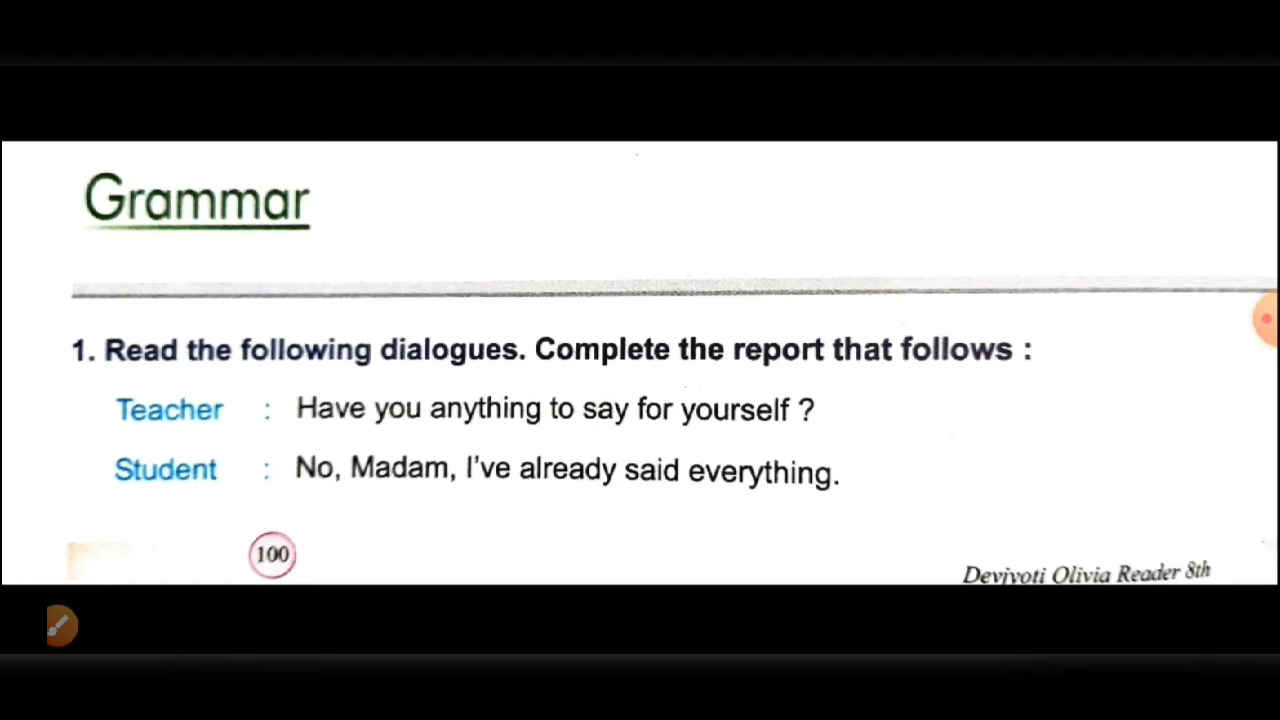 Grammar
1. Read the following dialogues. Complete the report that follows :
Teacher : Have you anything to say for yourself ?
Student : No, Madam, I've already said everything.
100
Devjyoti Olivia Reader 8th